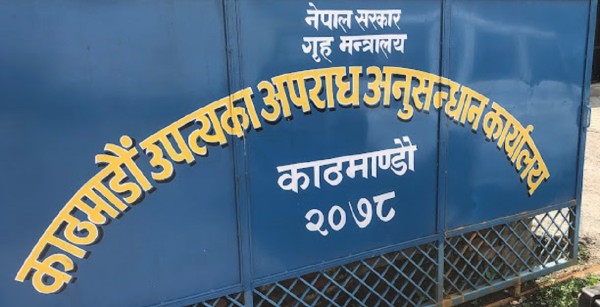 नेपाल सरकार
गृह मन्त्रालय
काठमाडौं उपत्यका अपराध अनुसन्धान कार्यालय
काठमाण्डौ
२०७८